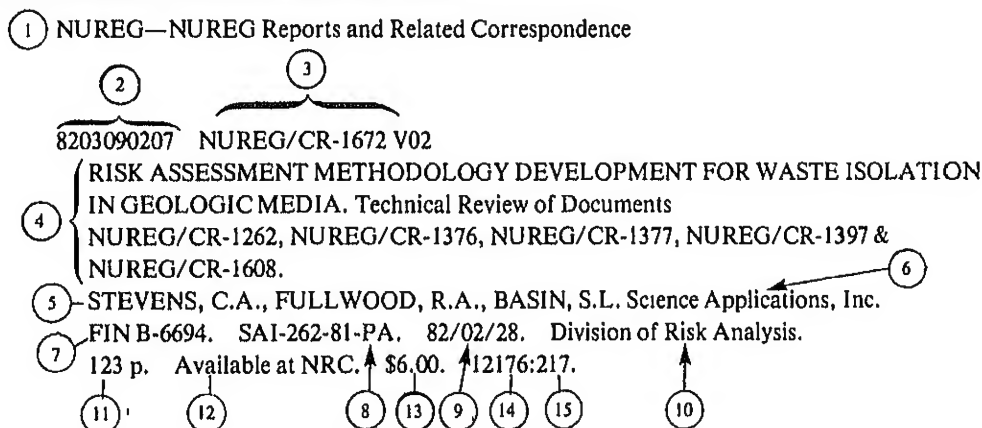 1 NUREG—NUREG Reports and Related Correspondence
2 3
8203090207 NUREG/CR-1672 V02
RISK ASSESSMENT METHODOLOGY DEVELOPMENT FOR WASTE ISOLATION
4 IN GEOLOGIC MEDIA. Technical Review of Documents
NUREG/CR-1262, NUREG/CR-1376, NUREG/CR-1377, NUREG/CR-1397 &
NUREG/CR-1608.
6
5 STEVENS, C.A., FULLWOOD, R.A., BASIN, S.L. Science Applications, Inc.
7 FIN B-6694. SAI-262-81-PA. 82/02/28. Division of Risk Analysis.
123 p. Available at NRC. $6.00. 12176:217.
11 12 8 13 9 14 15 10